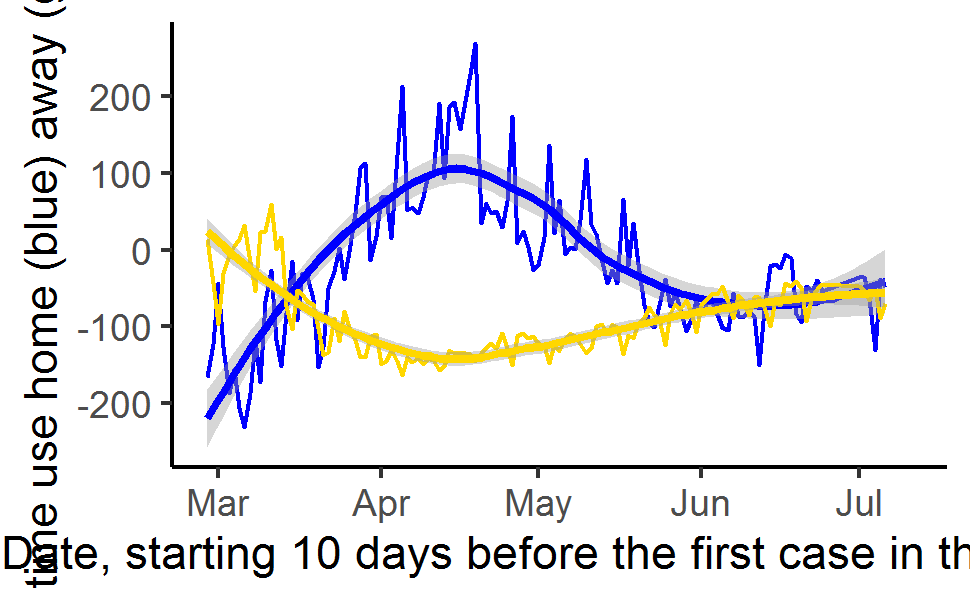 time use home (blue) away (
200
100
0
-100
-200
Mar Apr May Jun Jul
Date, starting 10 days before the first case in th